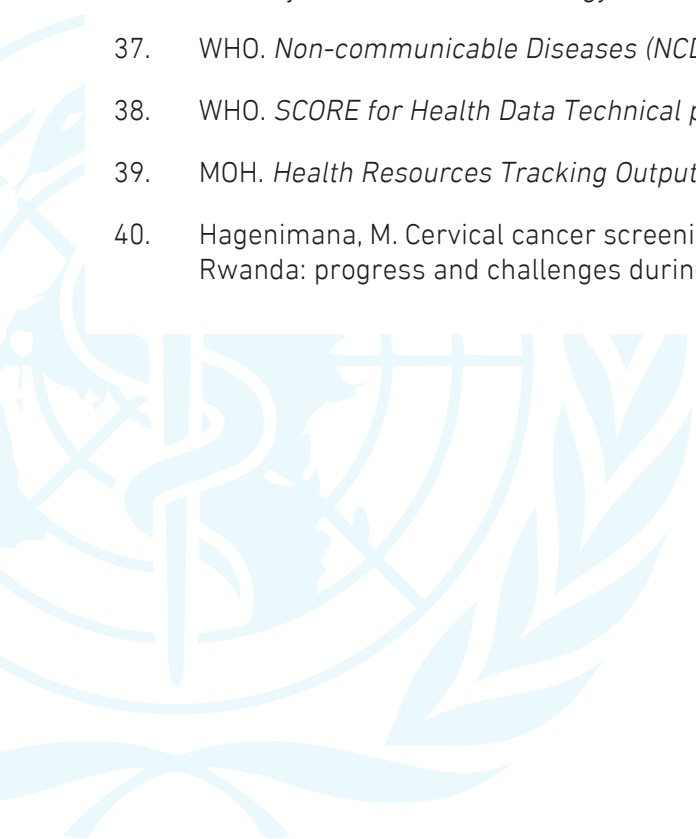 37. WHO. Non-communicable Diseases (NCD
38. WHO. SCORE for Health Data Technical
39. MOH. Health Resources Tracking Output
40. Hagenimana, M. Cervical cancer screeni
Rwanda: progress and challenges during